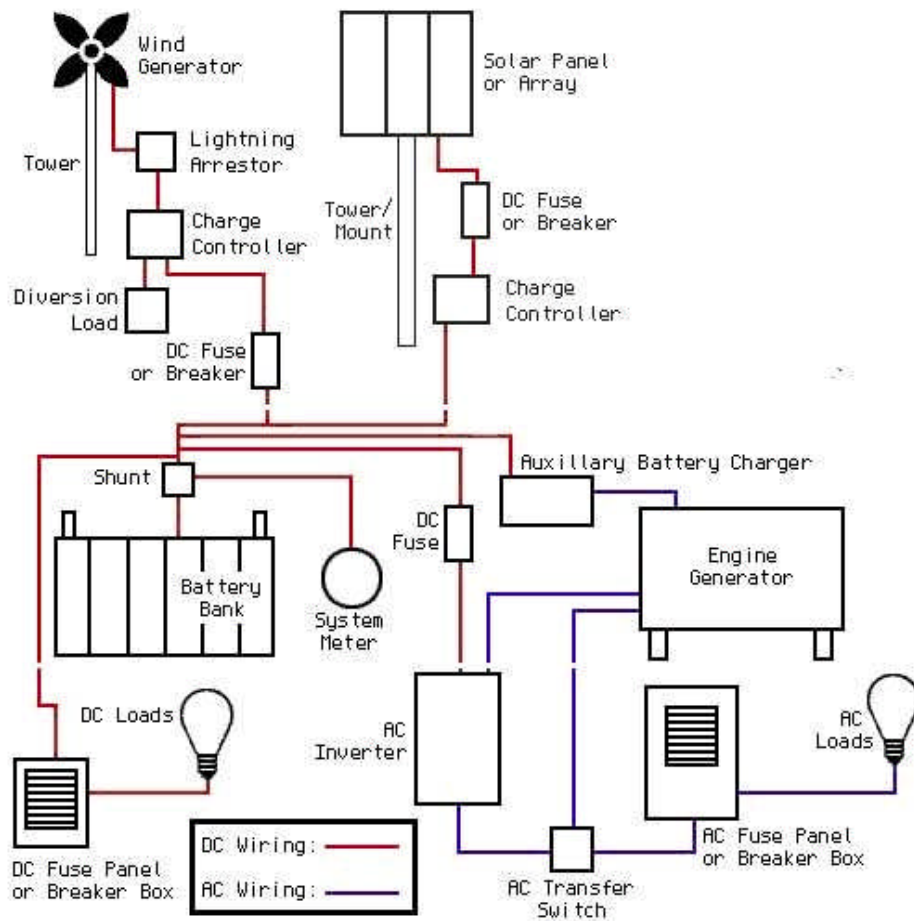 Wind
Generator
Solar Panel
or Array
Lightning
Arrestor
Tower
Tower/
Mount
DC Fuse
or Breaker
Charge
Controller
Charge
Controller
Diversion
Load
DC Fuse
or Breaker
Shunt
Auxillary Battery Charger
DC
Fuse
Engine
Generator
Battery
Bank
System
Meter
DC Loads
AC
Inverter
AC
Loads
DC Wiring:
AC Wiring:
DC Fuse Panel
or Breaker Box
AC Fuse Panel
or Breaker Box
AC Transfer
Switch